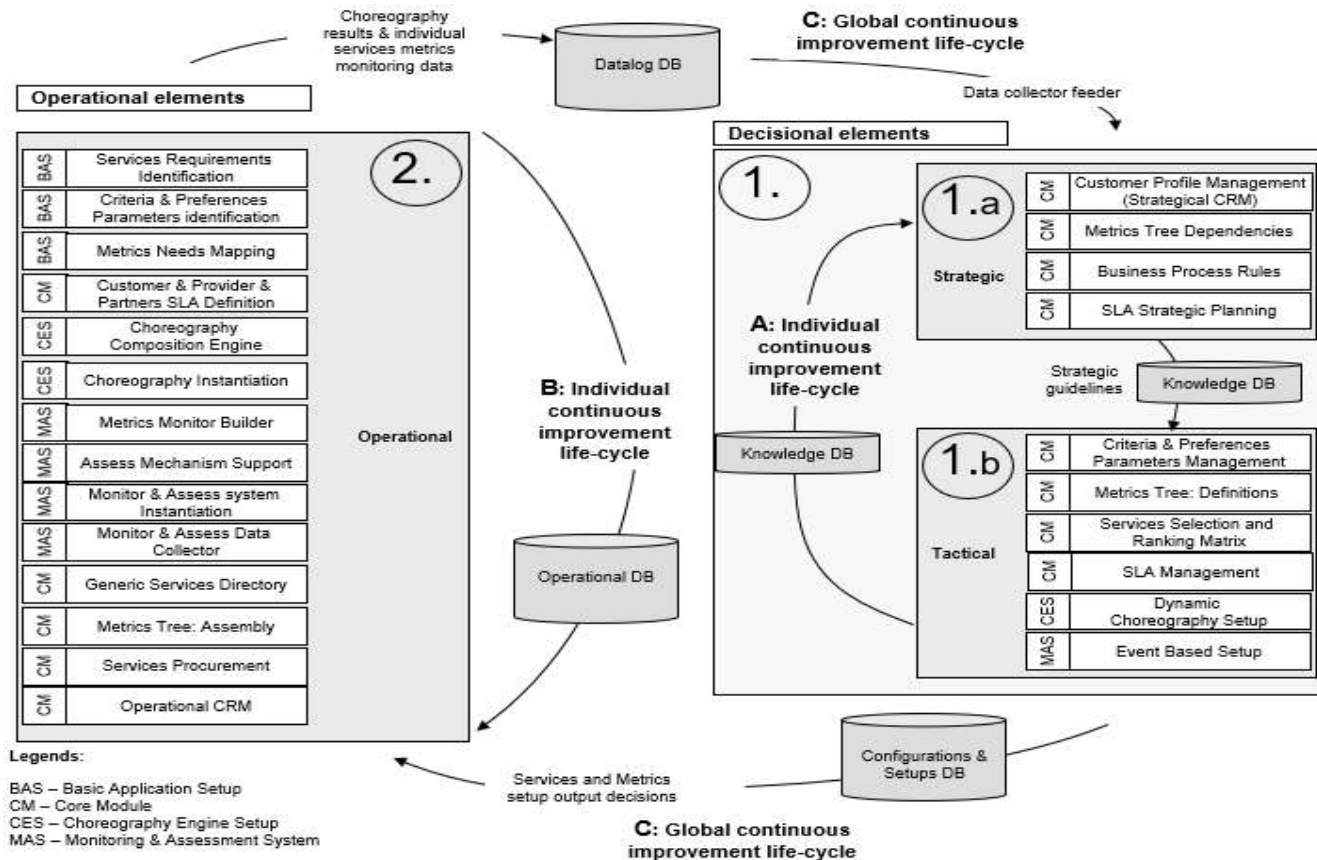 Choreography
results & individual
services metrics
monitoring data
Datalog DB
C: Global continuous
improvement life-cycle
Data collector feeder
Operational elements
2.
BAS
Services Requirements
Identification
BAS
Criteria & Preferences
Parameters identification
BAS
Metrics Needs Mapping
CM
Customer & Provider &
Partners SLA Definition
CES
Choreography
Composition Engine
CES
Choreography Instantiation
MAS
Metrics Monitor Builder
MAS
Assess Mechanism Support
MAS
Monitor & Assess system
Instantiation
MAS
Monitor & Assess Data
Collector
CM
Generic Services Directory
CM
Metrics Tree: Assembly
CM
Services Procurement
CM
Operational CRM
Operational
B: Individual
continuous
improvement
life-cycle
Operational DB
Decisional elements
1.
A: Individual
continuous
improvement
life-cycle
Knowledge DB
1.a
Strategic
CM
Customer Profile Management
(Strategical CRM)
CM
Metrics Tree Dependencies
CM
Business Process Rules
CM
SLA Strategic Planning
Strategic
guidelines
Knowledge DB
1.b
Tactical
CM
Criteria & Preferences
Parameters Management
CM
Metrics Tree: Definitions
CM
Services Selection and
Ranking Matrix
CM
SLA Management
CES
Dynamic
Choreography Setup
MAS
Event Based Setup
Configurations &
Setups DB
Services and Metrics
setup output decisions
C: Global continuous
improvement life-cycle
Legends:
BAS – Basic Application Setup
CM – Core Module
CES – Choreography Engine Setup
MAS – Monitoring & Assessment System